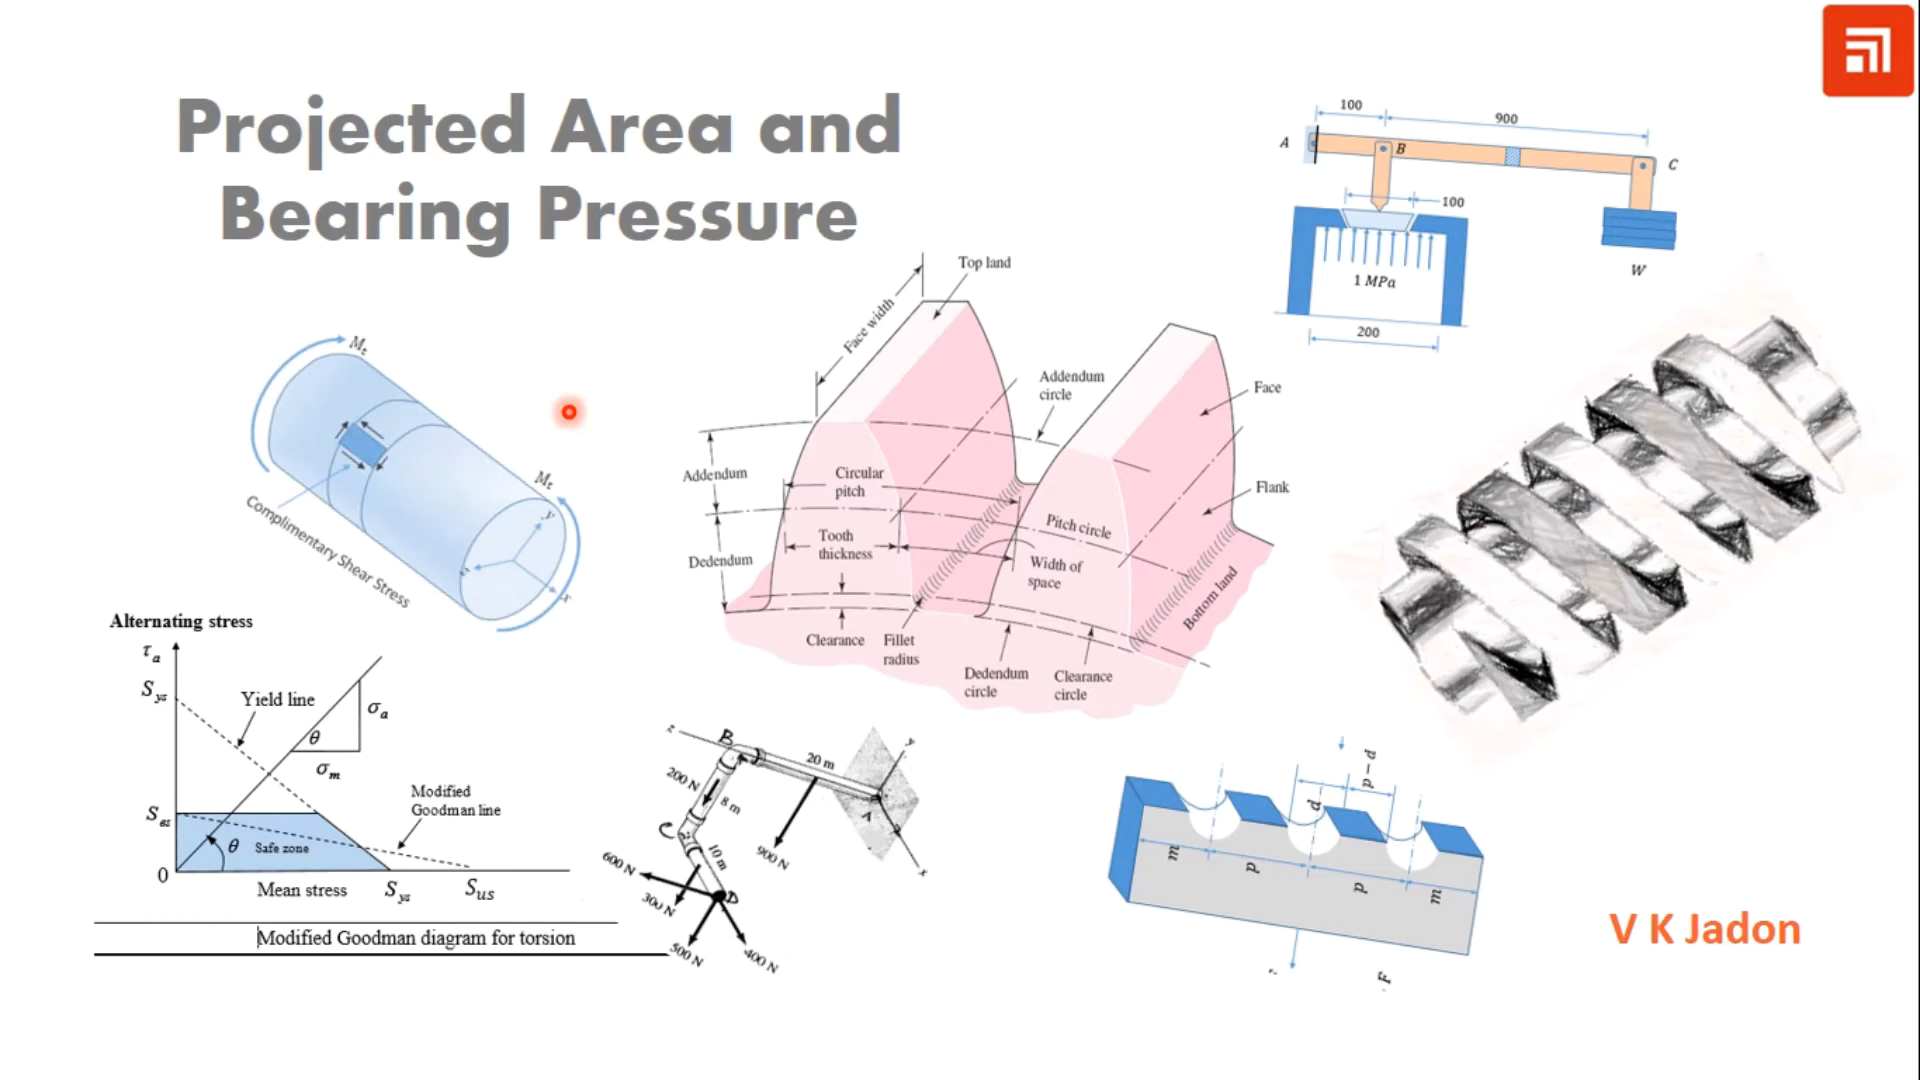 Projected Area and
Bearing Pressure
100
900
A
B
C
100
1 MPa
200
W
Top land
Face width
Addendum
circle
Face
Addendum
Circular
pitch
Flank
Pitch circle
Tooth
thickness
Dedendum
Width of
space
Bottom land
Clearance
Fillet
radius
Dedendum
circle
Clearance
circle
Mt
Mt
y
z
x
Complimentary Shear Stress
Alternating stress
τa
Sys
Yield line
σa
θ
σm
Modified
Goodman line
Ses
θ
Safe zone
0
Mean stress
Sys
Sus
Modified Goodman diagram for torsion
z
B
20 m
y
200 N
8 m
A
C
10 m
900 N
x
600 N
300 N
D
500 N
400 N
p – d
d
m
p
p
m
F
V K Jadon